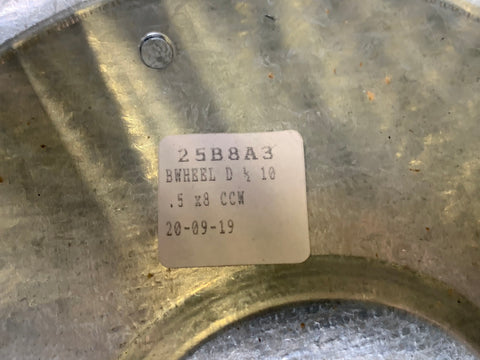 25B8A3
BWHEEL D ½ 10
.5 x8 CCW
20-09-19